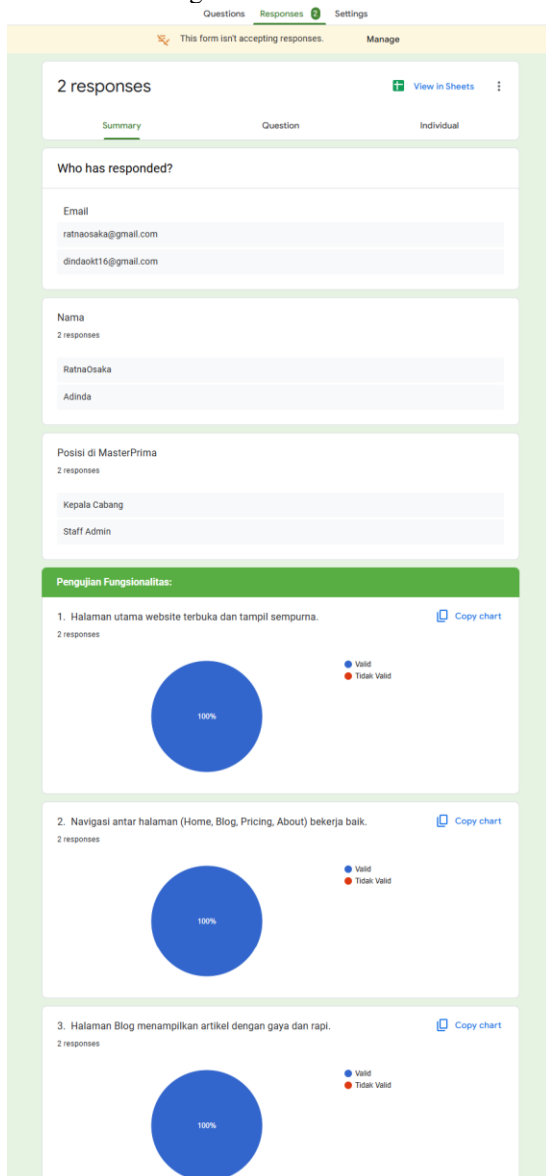 Questions Responses 2 Settings
This form isn't accepting responses. Manage
2 responses
View in Sheets
Summary Question Individual
Who has responded?
Email
ratnaosaka@gmail.com
dindaokt16@gmail.com
Nama
2 responses
RatnaOsaka
Adinda
Posisi di MasterPrima
2 responses
Kepala Cabang
Staff Admin
Pengujian Fungsionalitas:
1. Halaman utama website terbuka dan tampil sempurna.
Copy chart
2 responses
Valid
Tidak Valid
100%
2. Navigasi antar halaman (Home, Blog, Pricing, About) bekerja baik.
Copy chart
2 responses
Valid
Tidak Valid
100%
3. Halaman Blog menampilkan artikel dengan gaya dan rapi.
Copy chart
2 responses
Valid
Tidak Valid
100%